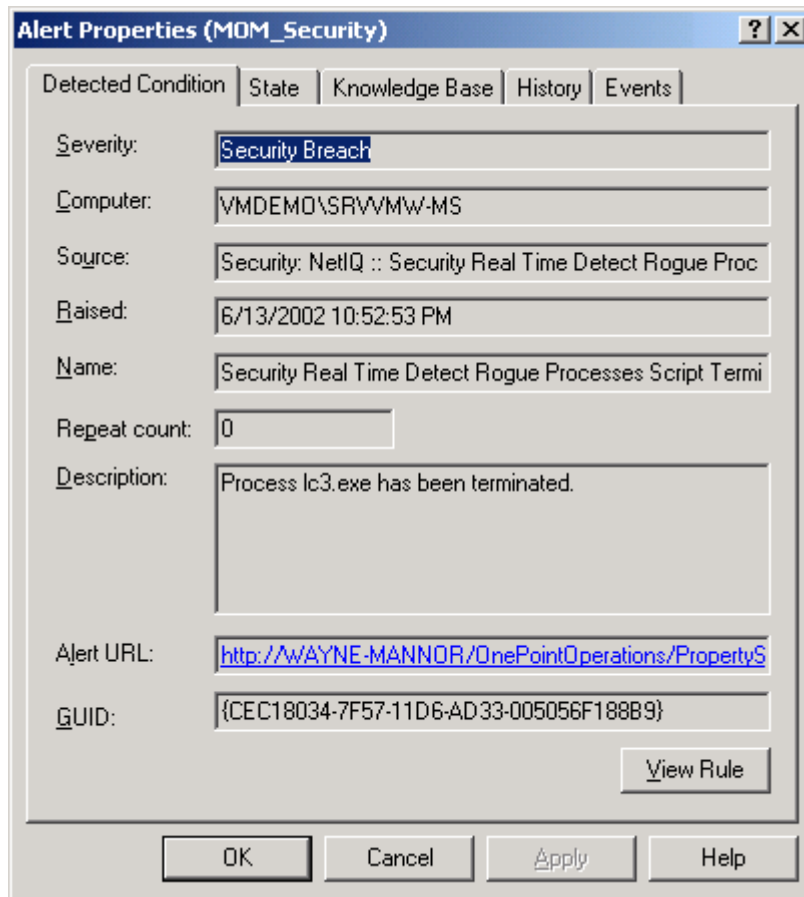 Alert Properties (MOM_Security)
Detected Condition State Knowledge Base History Events
Severity: Security Breach
Computer: VMDEMO\SRVVMW-MS
Source: Security: NetIQ :: Security Real Time Detect Rogue Proc
Raised: 6/13/2002 10:52:53 PM
Name: Security Real Time Detect Rogue Processes Script Termi
Repeat count: 0
Description: Process lc3.exe has been terminated.
Alert URL: http://WAYNE-MANNOR/OnePointOperations/PropertyS
GUID: {CEC18034-7F57-11D6-AD33-005056F188B9}
View Rule
OK Cancel Apply Help